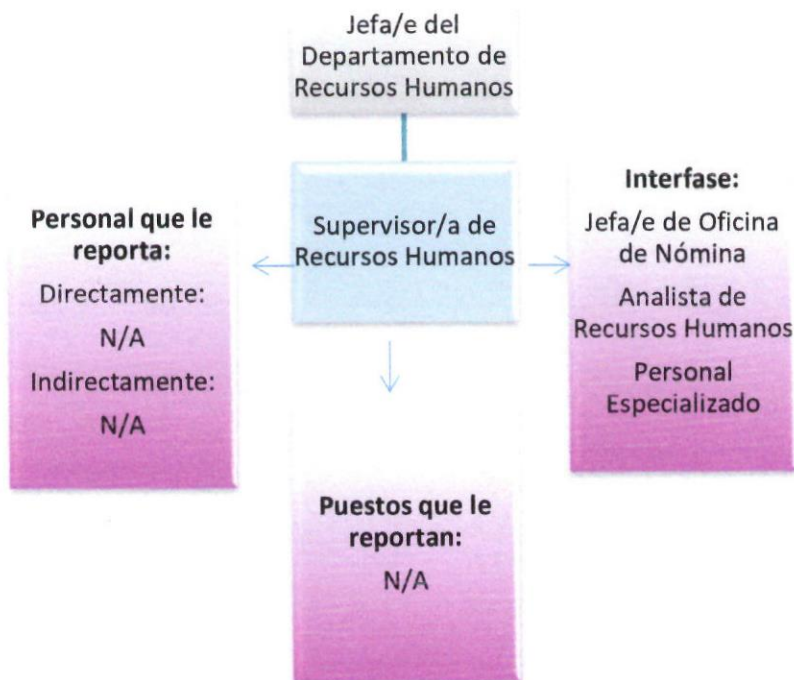 Jefa/e del
Departamento de
Recursos Humanos
Supervisor/a de
Recursos Humanos
Personal que le
reporta:
Directamente:
N/A
Indirectamente:
N/A
Interfase:
Jefa/e de Oficina
de Nómina
Analista de
Recursos Humanos
Personal
Especializado
Puestos que le
reportan:
N/A